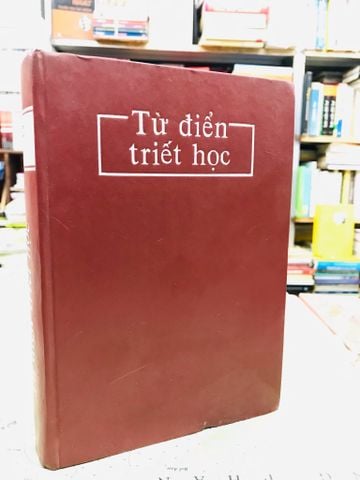 Từ điển
triết học